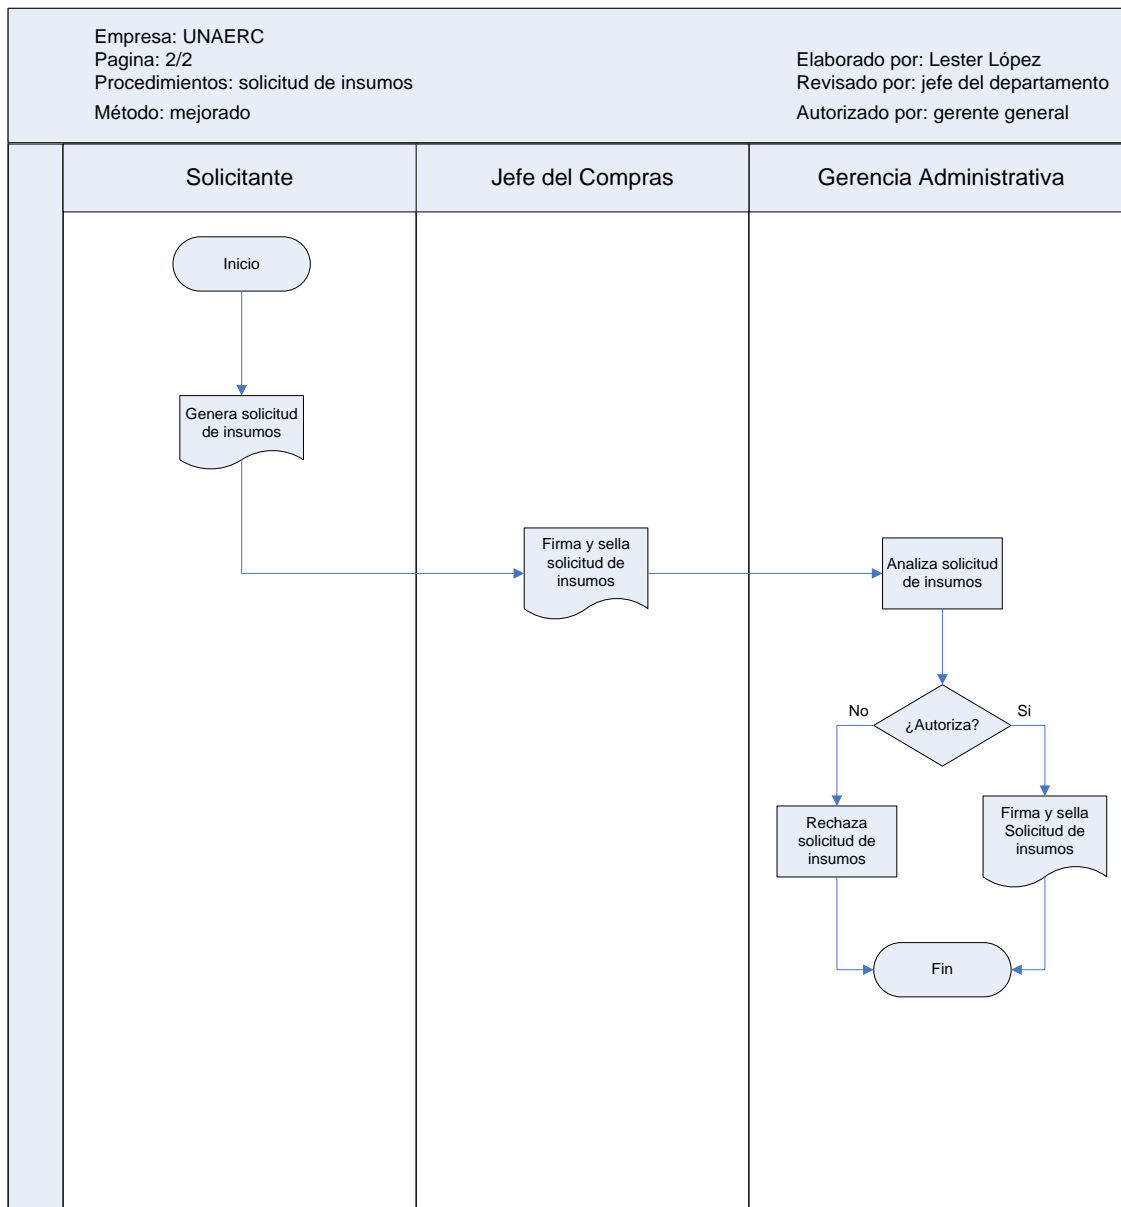 Empresa: UNAERC
Pagina: 2/2
Procedimientos: solicitud de insumos
Método: mejorado
Elaborado por: Lester López
Revisado por: jefe del departamento
Autorizado por: gerente general
Solicitante
Jefe del Compras
Gerencia Administrativa
Inicio
Genera solicitud
de insumos
Firma y sella
solicitud de
insumos
Analiza solicitud
de insumos
¿Autoriza?
No
Si
Rechaza
solicitud de
insumos
Firma y sella
Solicitud de
insumos
Fin